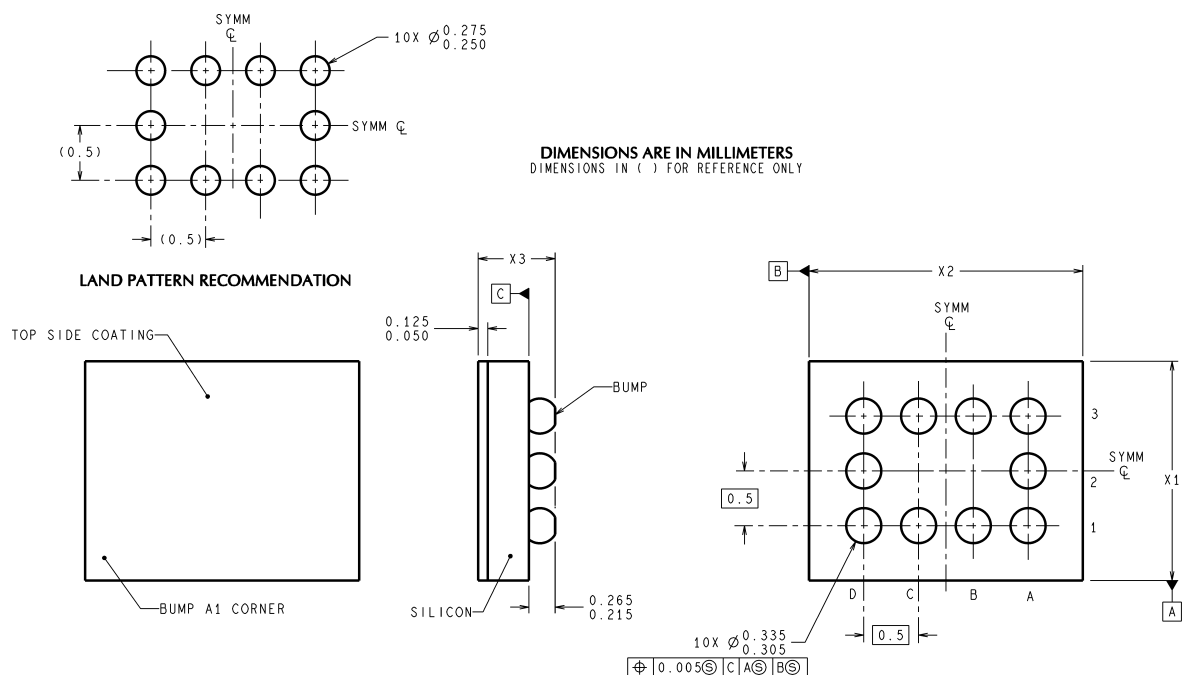 SYMM
℄
10X Ø 0.275
0.250
SYMM ℄
(0.5)
(0.5)
LAND PATTERN RECOMMENDATION
DIMENSIONS ARE IN MILLIMETERS
DIMENSIONS IN ( ) FOR REFERENCE ONLY
TOP SIDE COATING
BUMP A1 CORNER
X3
C
0.125
0.050
BUMP
SILICON
0.265
0.215
B
X2
SYMM
℄
3
SYMM
℄
2
X1
0.5
1
D C B A
A
0.5
10X Ø 0.335
0.305
⌖ 0.005Ⓢ C AⓈ BⓈ